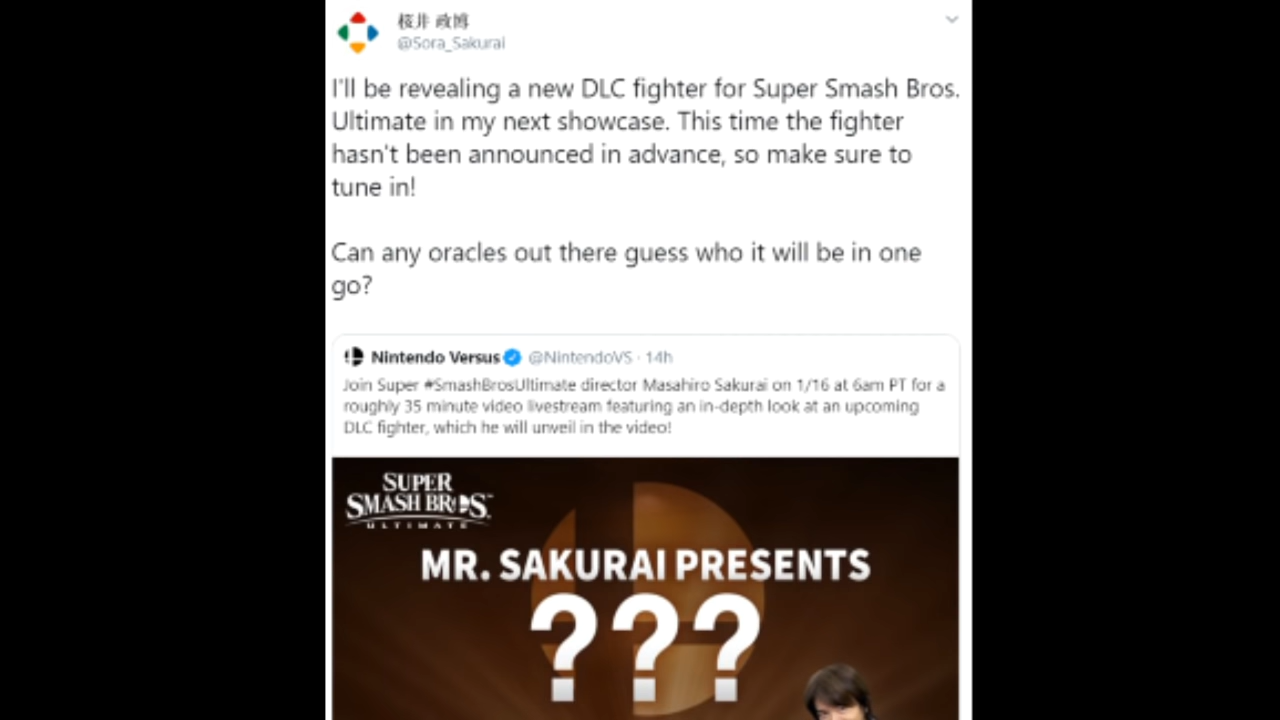 桜井 政博
@Sora_Sakurai
I'll be revealing a new DLC fighter for Super Smash Bros.
Ultimate in my next showcase. This time the fighter
hasn't been announced in advance, so make sure to
tune in!
Can any oracles out there guess who it will be in one
go?
Nintendo Versus @NintendoVS · 14h
Join Super #SmashBrosUltimate director Masahiro Sakurai on 1/16 at 6am PT for a
roughly 35 minute video livestream featuring an in-depth look at an upcoming
DLC fighter, which he will unveil in the video!
SUPER
SMASH BROS.
ULTIMATE
MR. SAKURAI PRESENTS
???